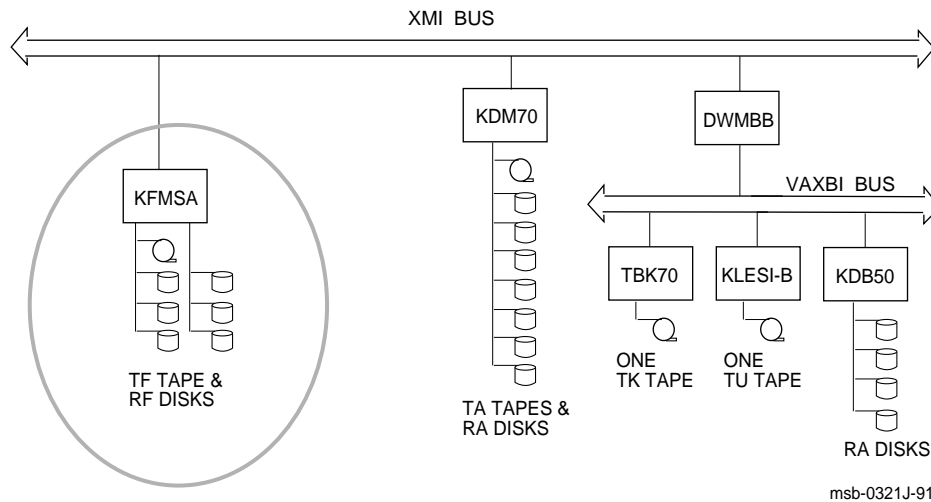 XMI BUS
KDM70
DWMBB
KFMSA
VAXBI BUS
TBK70
KLESI-B
KDB50
TF TAPE &
RF DISKS
TA TAPES &
RA DISKS
ONE
TK TAPE
ONE
TU TAPE
RA DISKS
msb-0321J-91